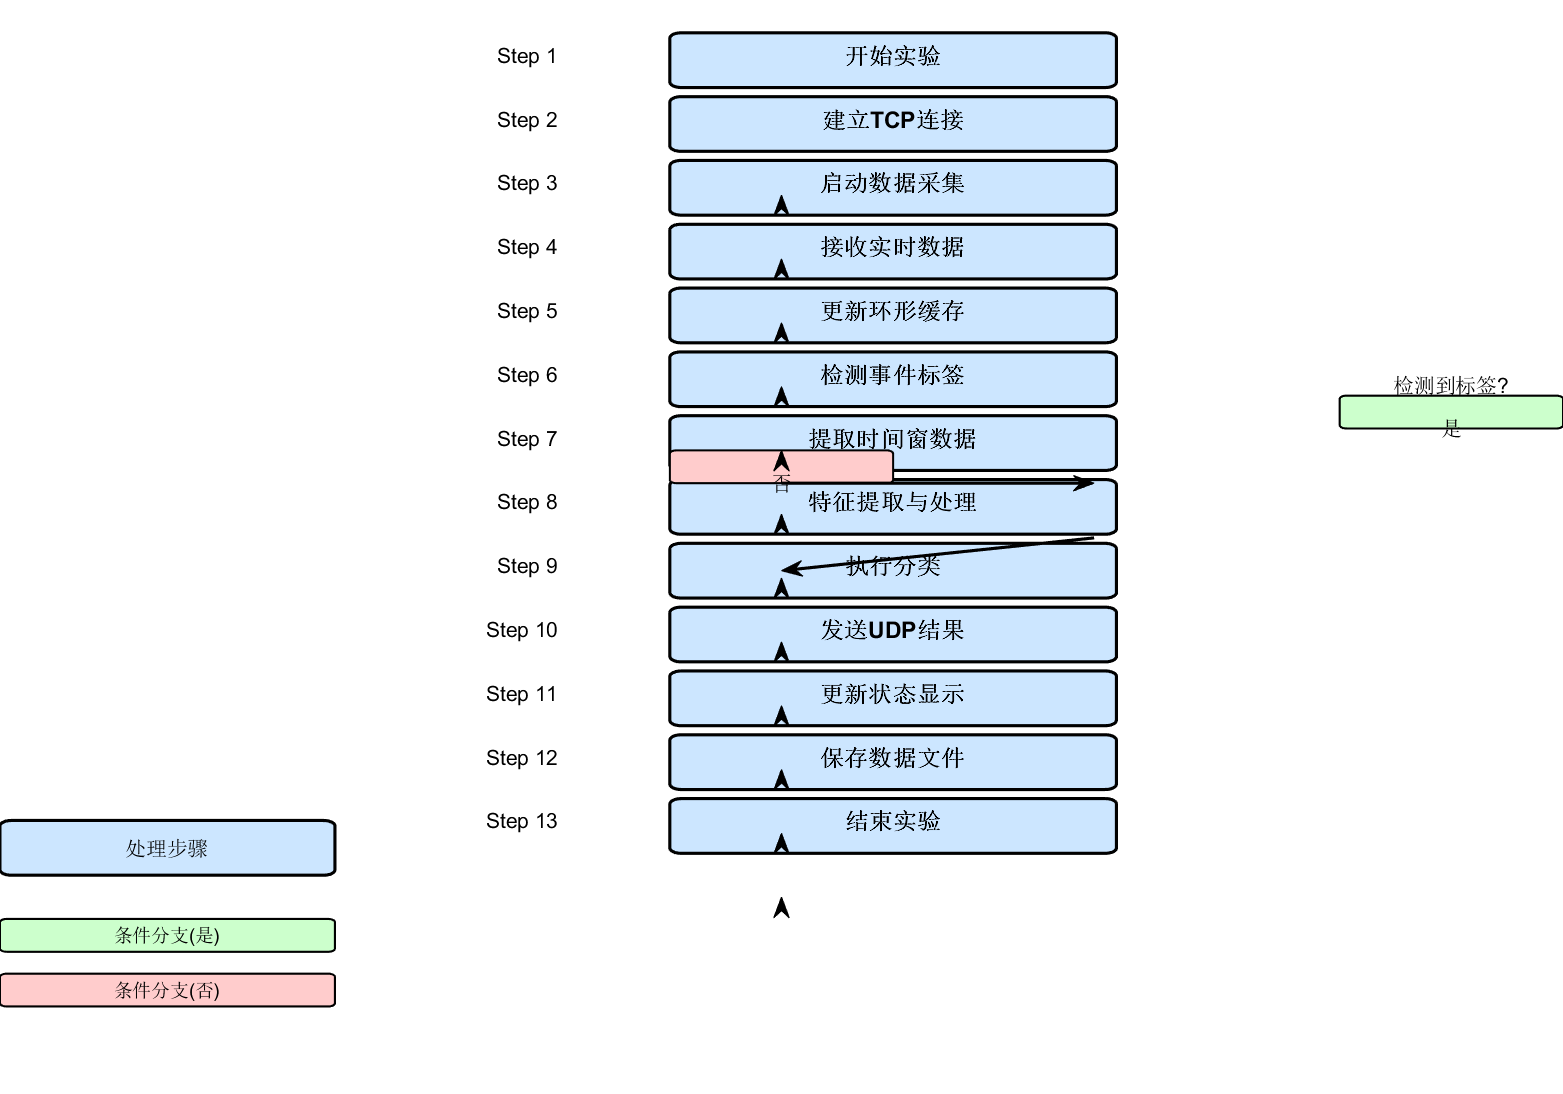 Step 1
开始实验
Step 2
建立TCP连接
Step 3
启动数据采集
Step 4
接收实时数据
Step 5
更新环形缓存
Step 6
检测事件标签
检测到标签?
是
Step 7
提取时间窗数据
否
Step 8
特征提取与处理
Step 9
执行分类
Step 10
发送UDP结果
Step 11
更新状态显示
Step 12
保存数据文件
Step 13
结束实验
处理步骤
条件分支(是)
条件分支(否)